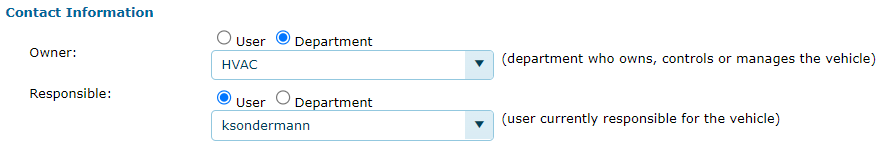 Contact Information
User Department
Owner:
HVAC
(department who owns, controls or manages the vehicle)
Responsible:
User Department
ksondermann
(user currently responsible for the vehicle)